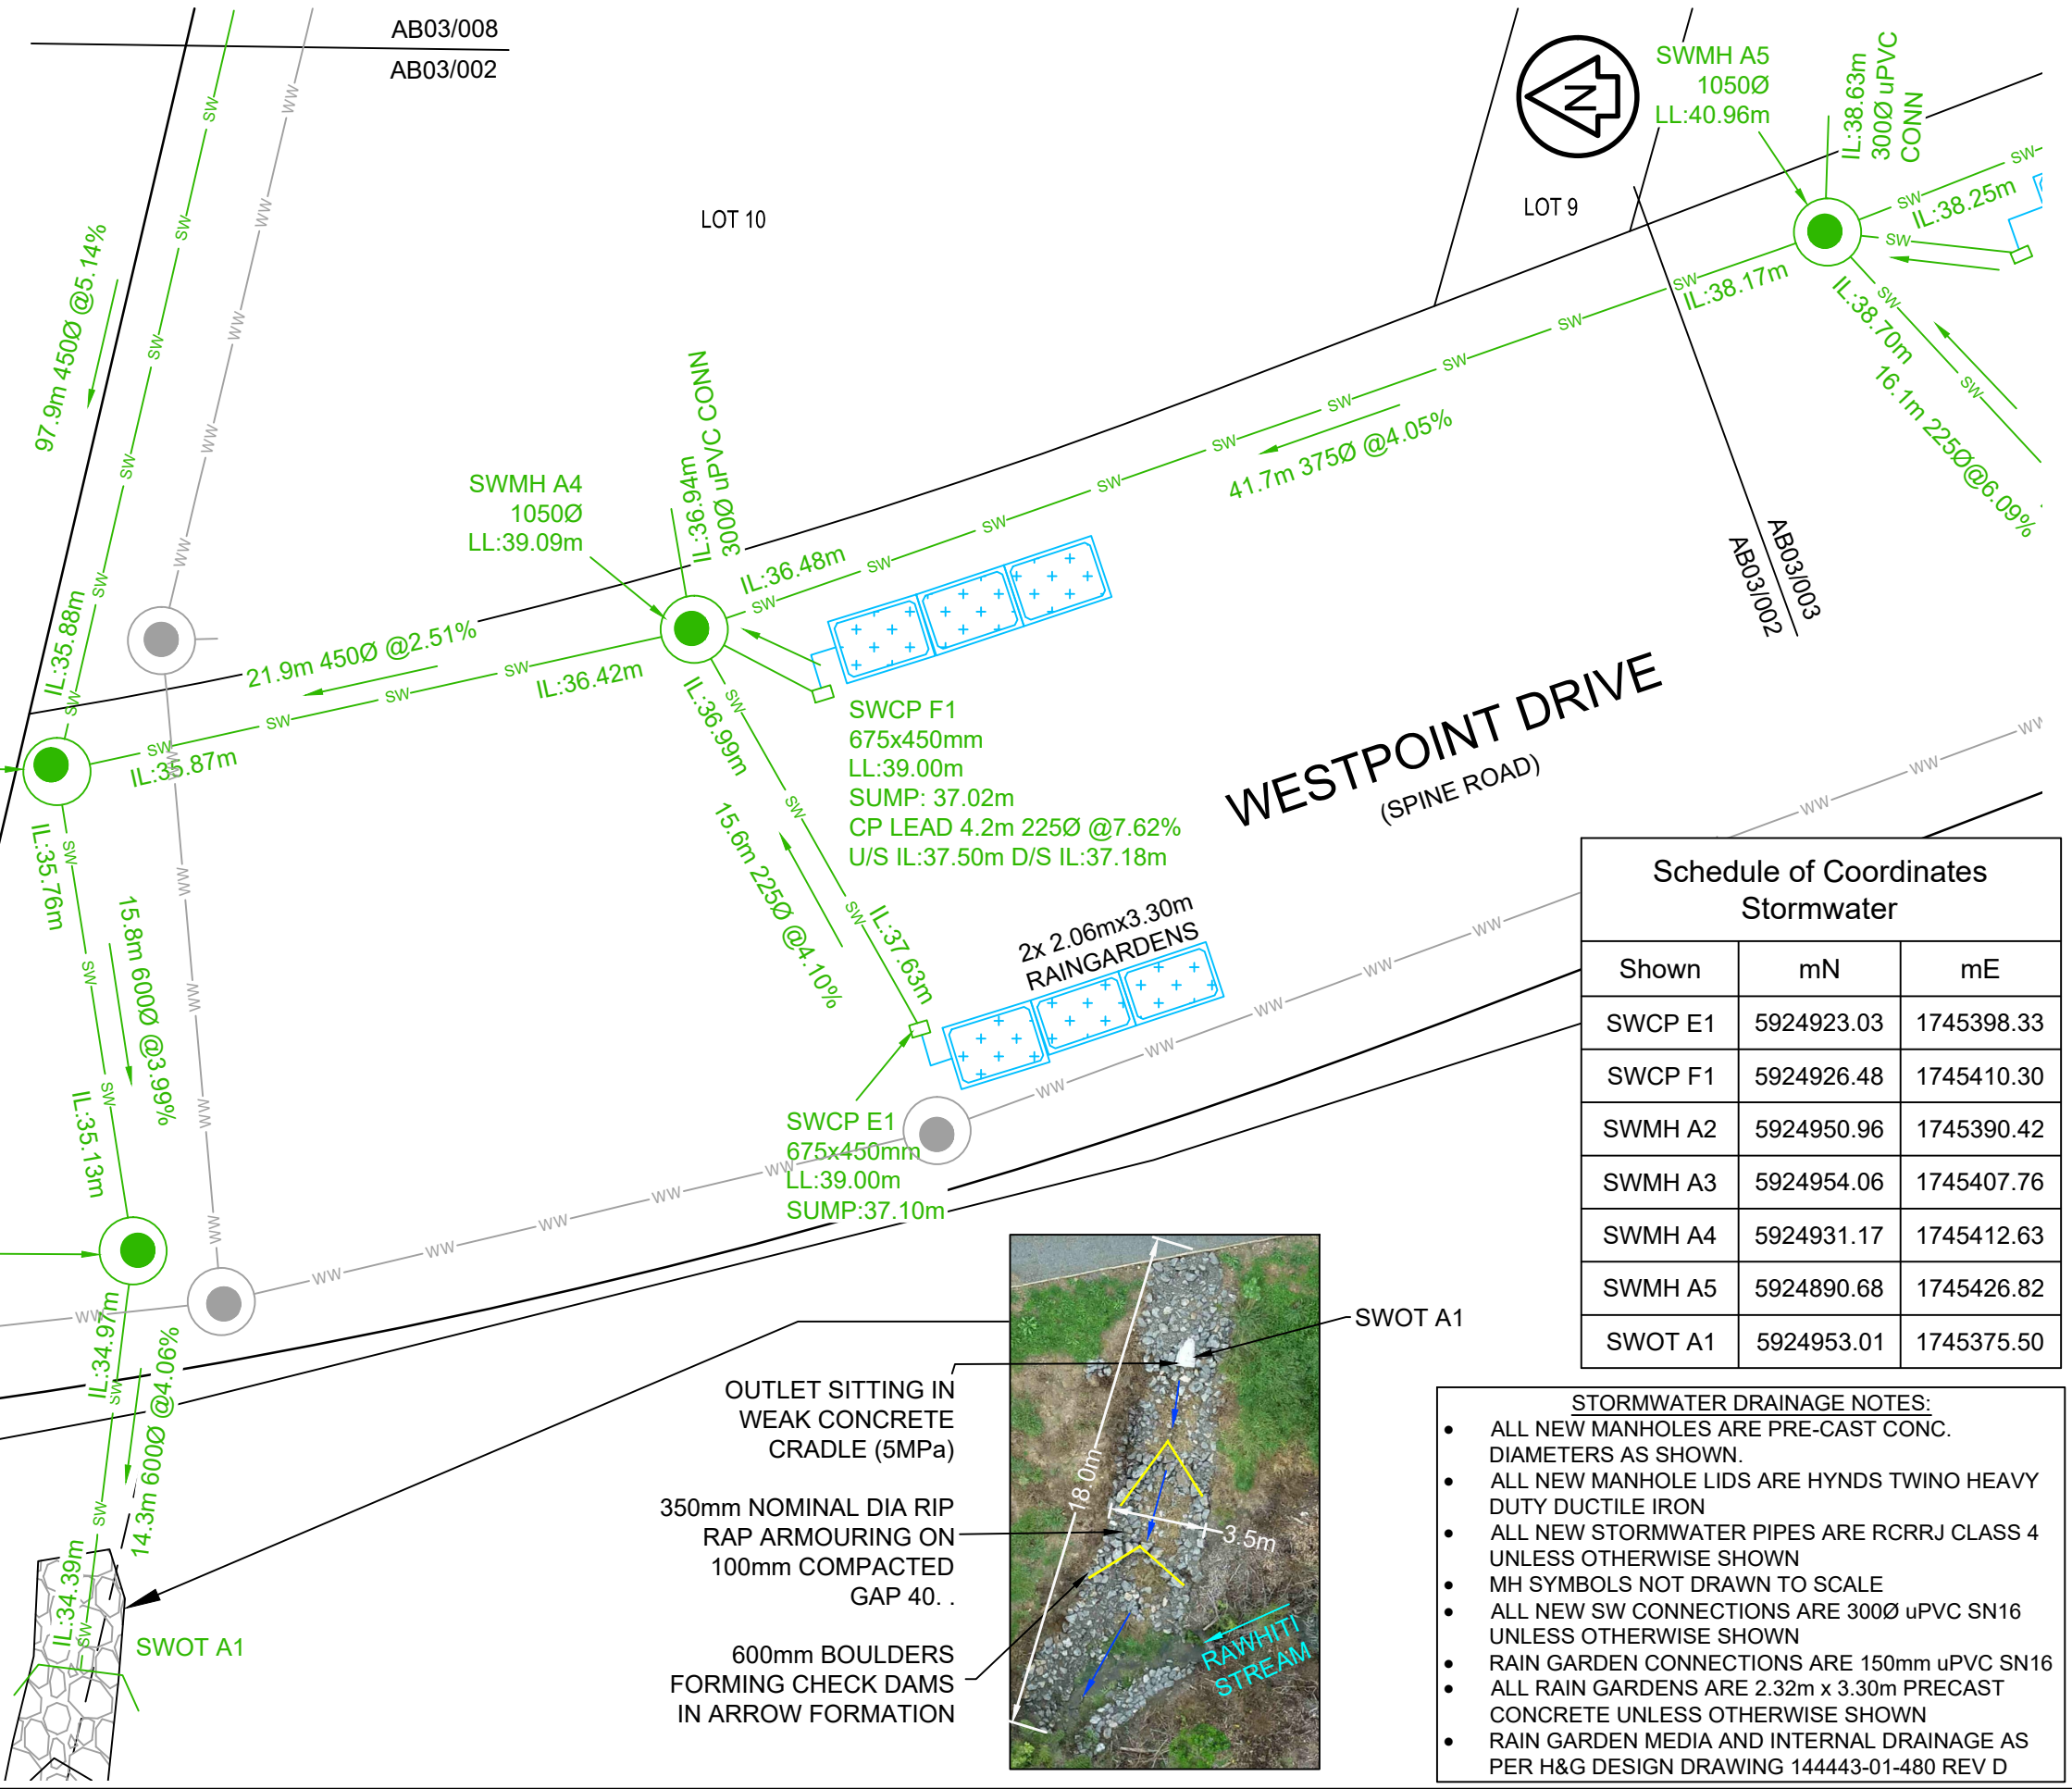 AB03/008
AB03/002
N
SWMH A5
1050Ø
LL:40.96m
IL:38.63m
300Ø uPVC
CONN
LOT 10
LOT 9
SW
IL:38.25m
SW
SW
IL:38.17m
IL:38.70m
16.1m 225Ø@6.09%
97.9m 450Ø @5.14%
SW
WW
SWMH A4
1050Ø
LL:39.09m
IL:36.94m
300Ø uPVC CONN
IL:36.48m
41.7m 375Ø @4.05%
AB03/003
AB03/002
IL:35.88m
21.9m 450Ø @2.51%
IL:36.42m
IL:35.87m
IL:36.99m
SWCP F1
675x450mm
LL:39.00m
SUMP: 37.02m
CP LEAD 4.2m 225Ø @7.62%
U/S IL:37.50m D/S IL:37.18m
WESTPOINT DRIVE
(SPINE ROAD)
IL:35.76m
15.8m 600Ø @3.99%
IL:35.13m
15.6m 225Ø @4.10%
IL:37.63m
2x 2.06mx3.30m
RAINGARDENS
SWCP E1
675x450mm
LL:39.00m
SUMP:37.10m
Schedule of Coordinates
Stormwater
Shown mN mE
SWCP E1 5924923.03 1745398.33
SWCP F1 5924926.48 1745410.30
SWMH A2 5924950.96 1745390.42
SWMH A3 5924954.06 1745407.76
SWMH A4 5924931.17 1745412.63
SWMH A5 5924890.68 1745426.82
SWOT A1 5924953.01 1745375.50
IL:34.97m
14.3m 600Ø @4.06%
IL:34.39m
SWOT A1
SWOT A1
OUTLET SITTING IN
WEAK CONCRETE
CRADLE (5MPa)
350mm NOMINAL DIA RIP
RAP ARMOURING ON
100mm COMPACTED
GAP 40. .
600mm BOULDERS
FORMING CHECK DAMS
IN ARROW FORMATION
18.0m
3.5m
RAWHITI
STREAM
STORMWATER DRAINAGE NOTES:
• ALL NEW MANHOLES ARE PRE-CAST CONC.
DIAMETERS AS SHOWN.
• ALL NEW MANHOLE LIDS ARE HYNDS TWINO HEAVY
DUTY DUCTILE IRON
• ALL NEW STORMWATER PIPES ARE RCRRJ CLASS 4
UNLESS OTHERWISE SHOWN
• MH SYMBOLS NOT DRAWN TO SCALE
• ALL NEW SW CONNECTIONS ARE 300Ø uPVC SN16
UNLESS OTHERWISE SHOWN
• RAIN GARDEN CONNECTIONS ARE 150mm uPVC SN16
• ALL RAIN GARDENS ARE 2.32m x 3.30m PRECAST
CONCRETE UNLESS OTHERWISE SHOWN
• RAIN GARDEN MEDIA AND INTERNAL DRAINAGE AS
PER H&G DESIGN DRAWING 144443-01-480 REV D